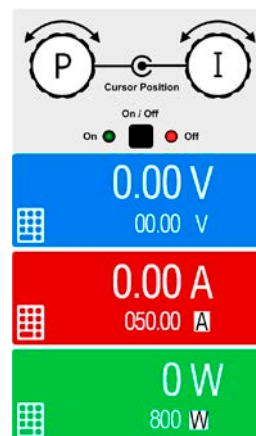 P I
Cursor Position
On / Off
On Off
0.00 V
00.00 V
0.00 A
050.00 A
0 W
800 W